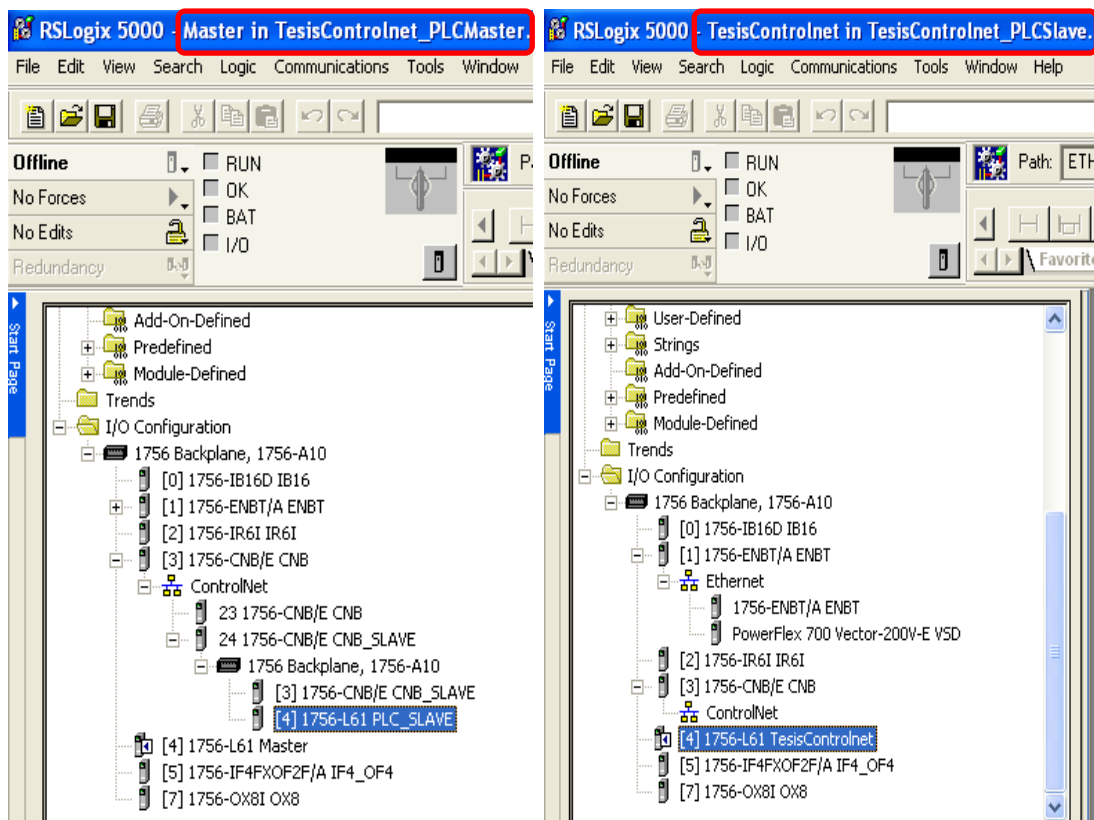 RSLogix 5000 - Master in TesisControlnet_PLCMaster.
File Edit View Search Logic Communications Tools Window
Offline
RUN
No Forces
OK
No Edits
BAT
Redundancy
I/O
Start Page
Add-On-Defined
Predefined
Module-Defined
Trends
I/O Configuration
1756 Backplane, 1756-A10
[0] 1756-IB16D IB16
[1] 1756-ENBT/A ENBT
[2] 1756-IR6I IR6I
[3] 1756-CNB/E CNB
ControlNet
23 1756-CNB/E CNB
24 1756-CNB/E CNB_SLAVE
1756 Backplane, 1756-A10
[3] 1756-CNB/E CNB_SLAVE
[4] 1756-L61 PLC_SLAVE
[4] 1756-L61 Master
[5] 1756-IF4FXOF2F/A IF4_OF4
[7] 1756-OX8I OX8
RSLogix 5000 - TesisControlnet in TesisControlnet_PLCSlave.
File Edit View Search Logic Communications Tools Window Help
Offline
RUN
Path: ETH
No Forces
OK
No Edits
BAT
Redundancy
I/O
Favorite
Start Page
User-Defined
Strings
Add-On-Defined
Predefined
Module-Defined
Trends
I/O Configuration
1756 Backplane, 1756-A10
[0] 1756-IB16D IB16
[1] 1756-ENBT/A ENBT
Ethernet
1756-ENBT/A ENBT
PowerFlex 700 Vector-200V-E VSD
[2] 1756-IR6I IR6I
[3] 1756-CNB/E CNB
ControlNet
[4] 1756-L61 TesisControlnet
[5] 1756-IF4FXOF2F/A IF4_OF4
[7] 1756-OX8I OX8